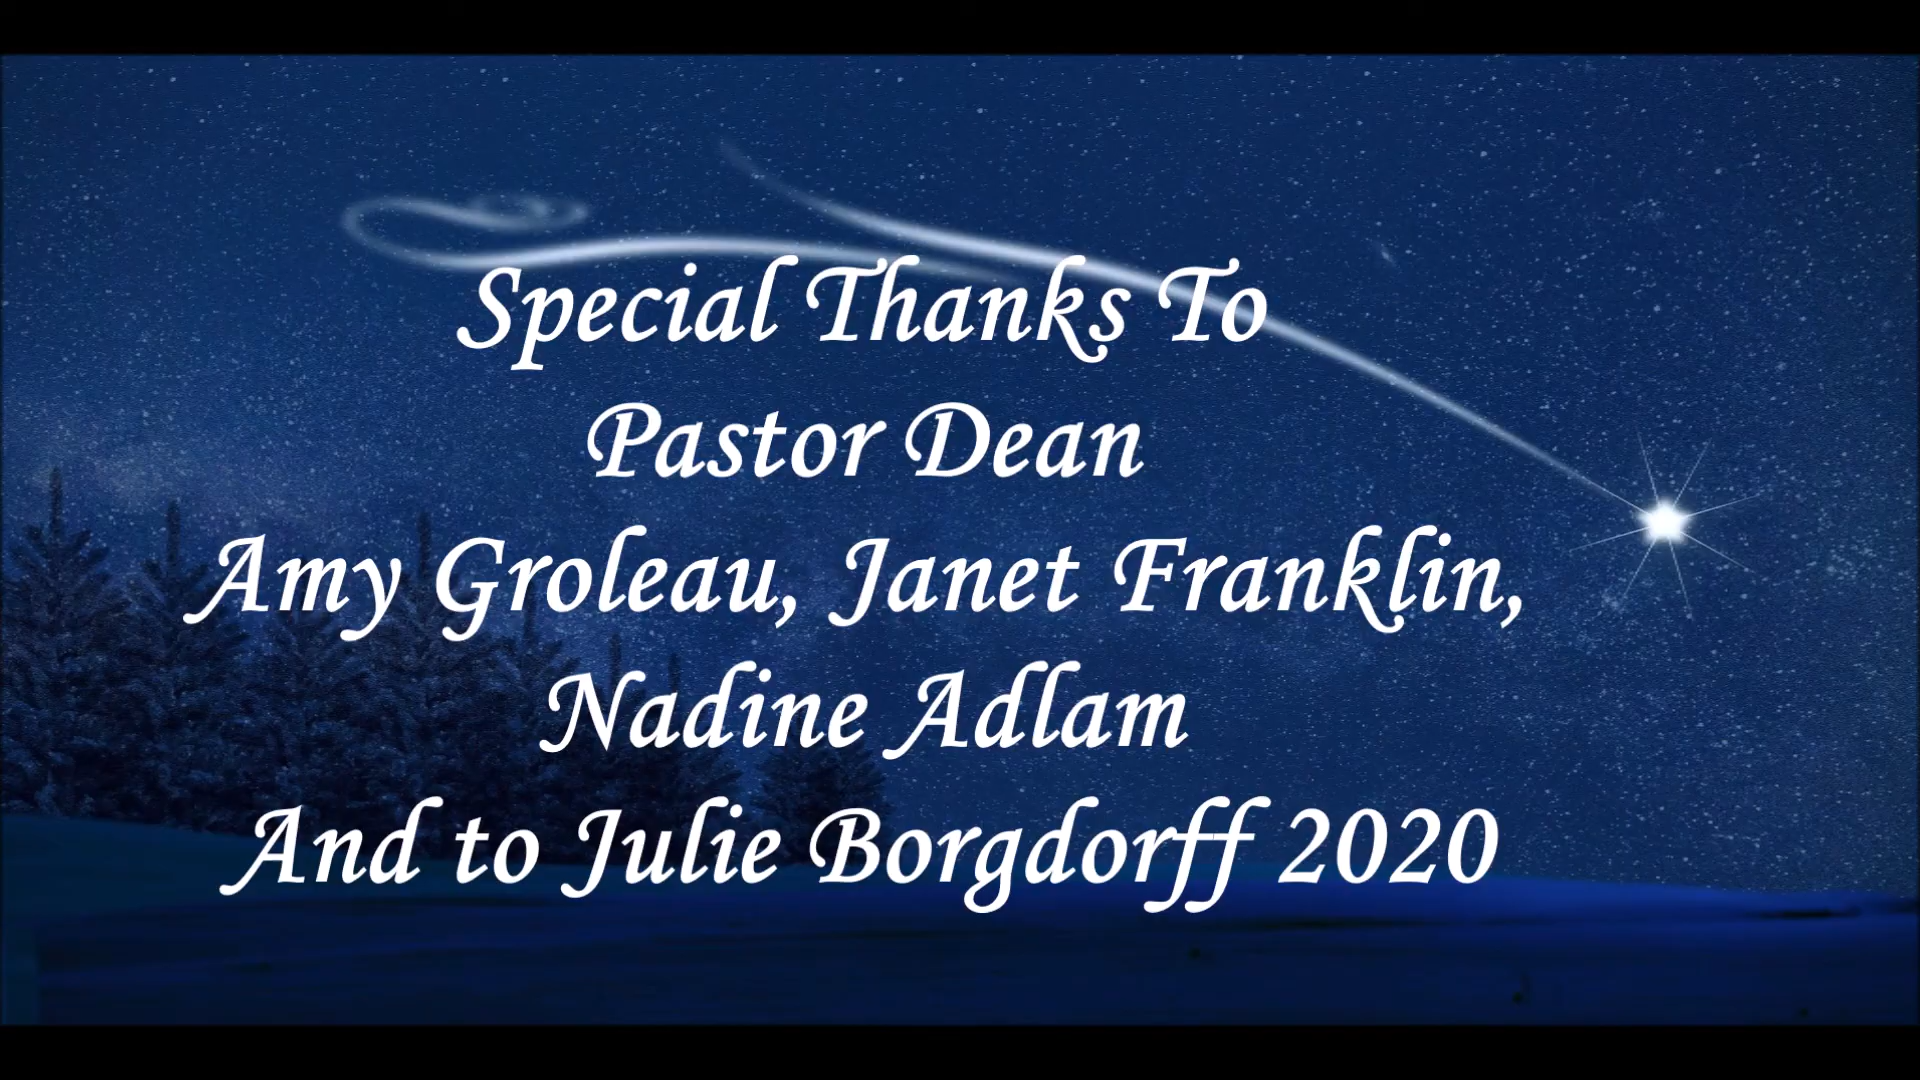 Special Thanks To
Pastor Dean
Amy Groleau, Janet Franklin,
Nadine Adlam
And to Julie Borgdorff 2020